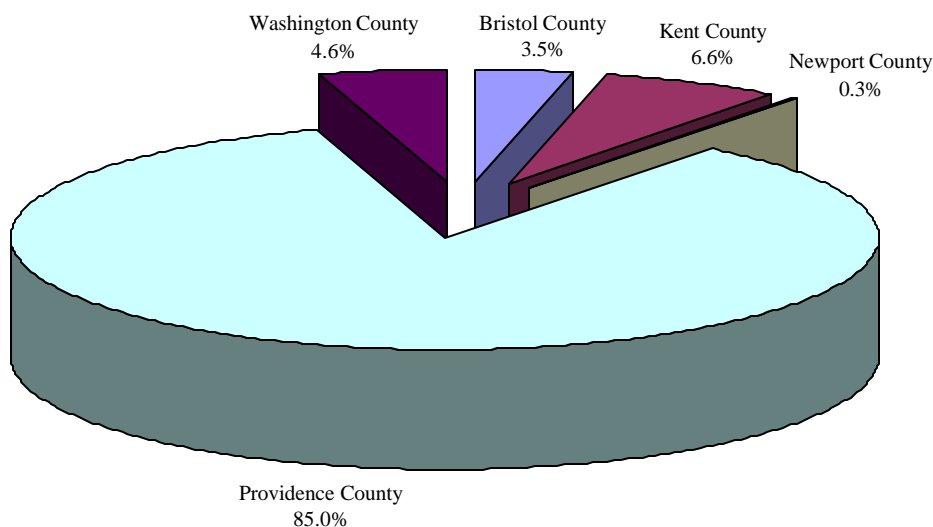 Washington County
4.6%
Bristol County
3.5%
Kent County
6.6%
Newport County
0.3%
Providence County
85.0%